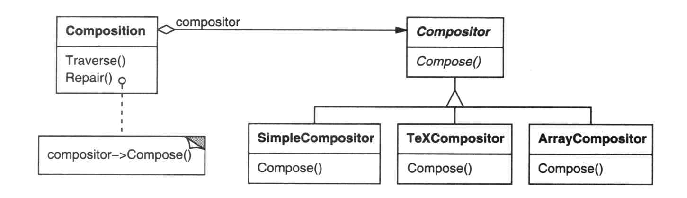 compositor
Composition
Compositor
Traverse()
Repair()
Compose()
compositor->Compose()
SimpleCompositor
TeXCompositor
ArrayCompositor
Compose()
Compose()
Compose()